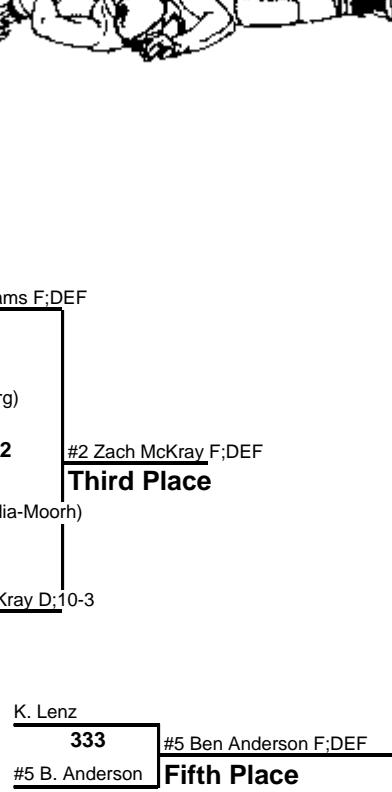 ams F;DEF
rg)
2
#2 Zach McKray F;DEF
Third Place
lia-Moorh)
Kray D;10-3
K. Lenz
333
#5 Ben Anderson F;DEF
#5 B. Anderson
Fifth Place